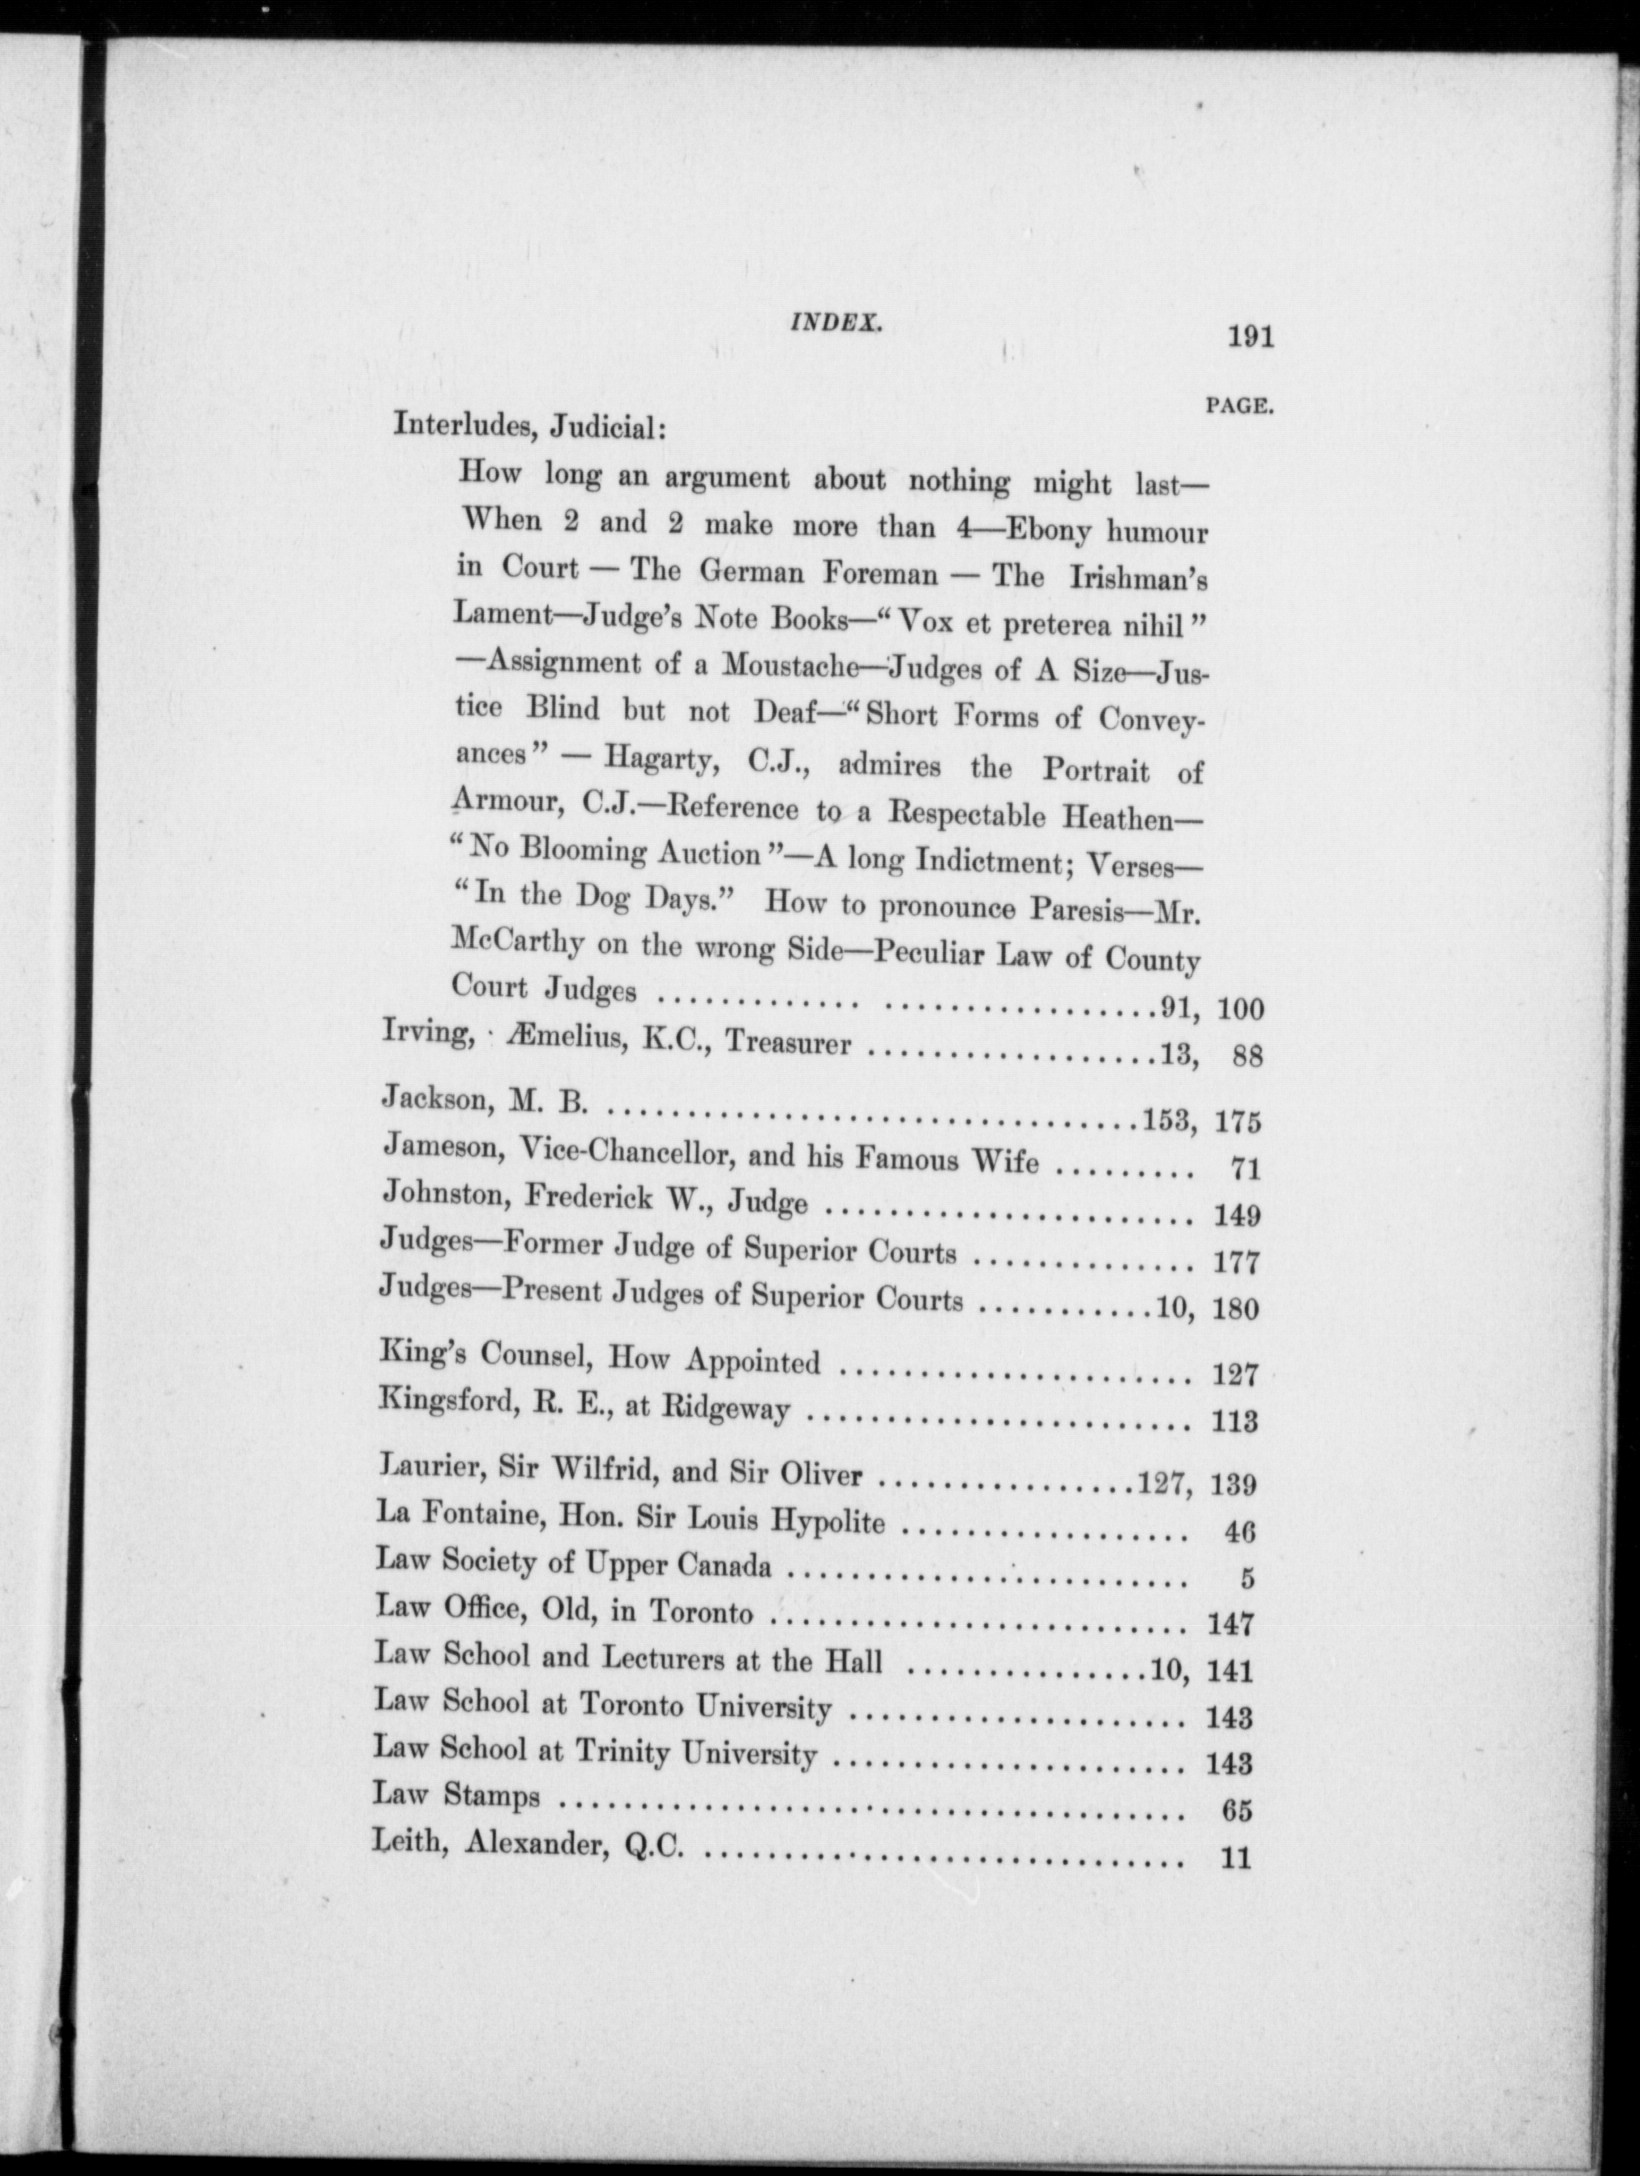 INDEX. 191
PAGE.
Interludes, Judicial:
How long an argument about nothing might last—
When 2 and 2 make more than 4—Ebony humour
in Court — The German Foreman — The Irishman's
Lament—Judge's Note Books—“Vox et preterea nihil”
—Assignment of a Moustache—Judges of A Size—Jus-
tice Blind but not Deaf—“Short Forms of Convey-
ances” — Hagarty, C.J., admires the Portrait of
Armour, C.J.—Reference to a Respectable Heathen—
“No Blooming Auction”—A long Indictment; Verses—
“In the Dog Days.” How to pronounce Paresis—Mr.
McCarthy on the wrong Side—Peculiar Law of County
Court Judges .............................. 91, 100
Irving, Æmelius, K.C., Treasurer .................. 13, 88
Jackson, M. B. ................................. 153, 175
Jameson, Vice-Chancellor, and his Famous Wife ......... 71
Johnston, Frederick W., Judge ....................... 149
Judges—Former Judge of Superior Courts .............. 177
Judges—Present Judges of Superior Courts ........... 10, 180
King's Counsel, How Appointed ...................... 127
Kingsford, R. E., at Ridgeway ........................ 113
Laurier, Sir Wilfrid, and Sir Oliver ................ 127, 139
La Fontaine, Hon. Sir Louis Hypolite .................. 46
Law Society of Upper Canada ......................... 5
Law Office, Old, in Toronto .......................... 147
Law School and Lecturers at the Hall ............... 10, 141
Law School at Toronto University ..................... 143
Law School at Trinity University ...................... 143
Law Stamps ....................................... 65
Leith, Alexander, Q.C. .............................. 11